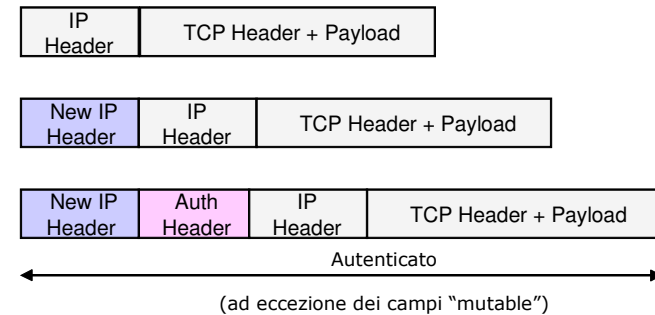 IP
Header
TCP Header + Payload
New IP
Header
IP
Header
TCP Header + Payload
New IP
Header
Auth
Header
IP
Header
TCP Header + Payload
Autenticato
(ad eccezione dei campi “mutable”)